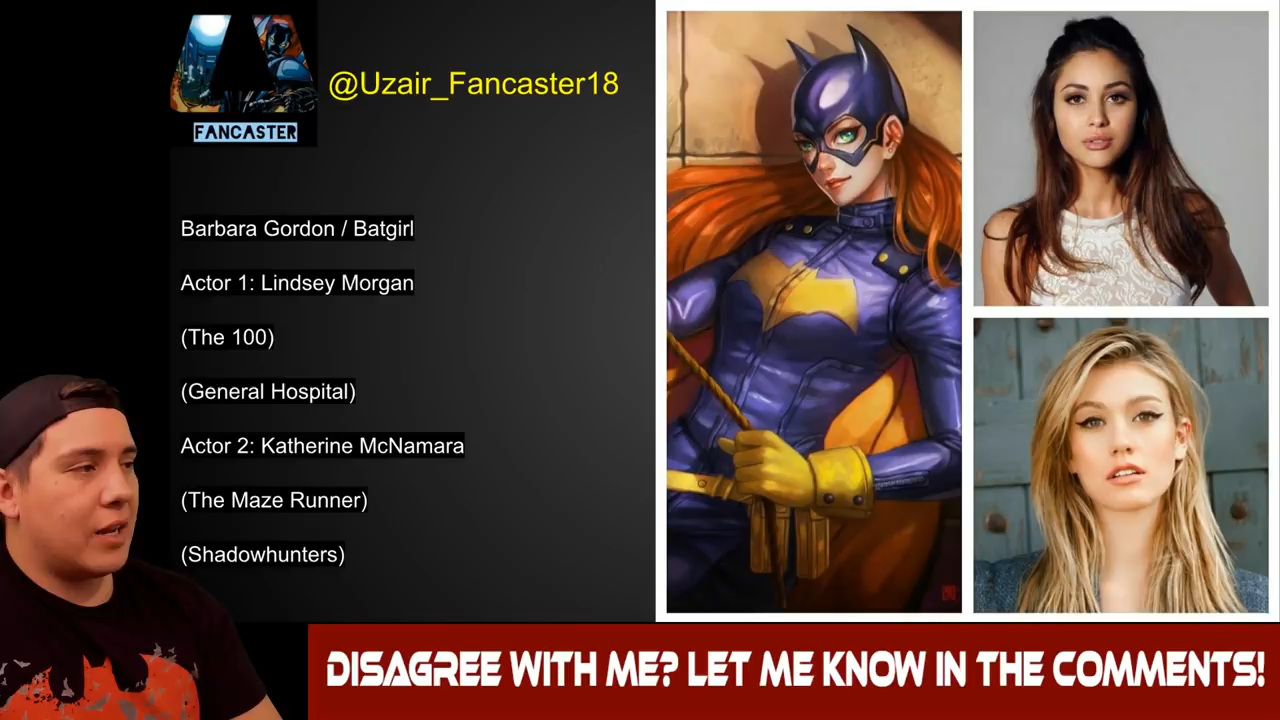 @Uzair_Fancaster18
FANCASTER
Barbara Gordon / Batgirl
Actor 1: Lindsey Morgan
(The 100)
(General Hospital)
Actor 2: Katherine McNamara
(The Maze Runner)
(Shadowhunters)
DISAGREE WITH ME? LET ME KNOW IN THE COMMENTS!